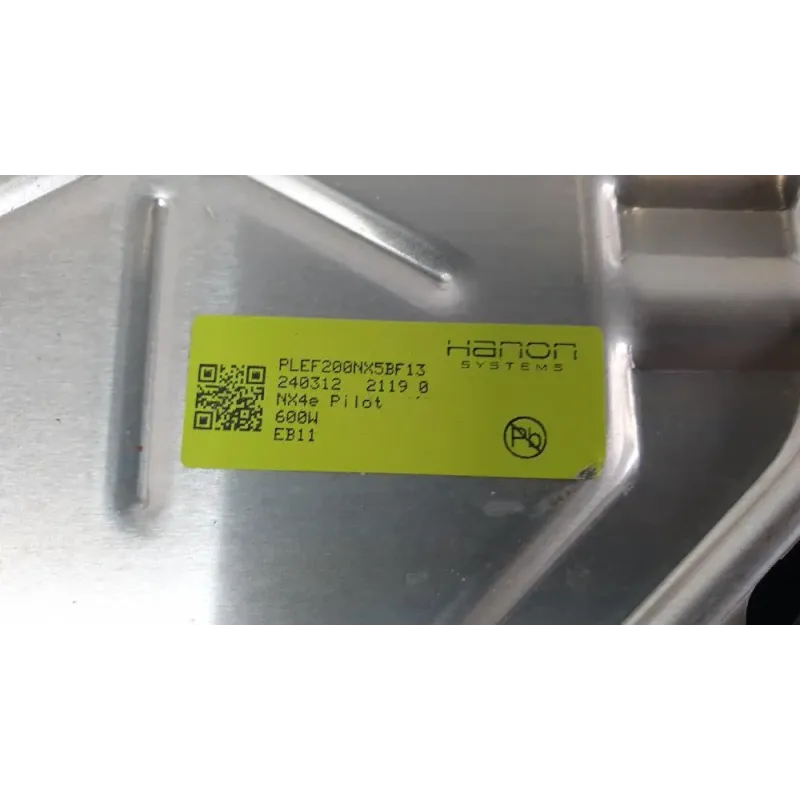 Hanon
SYSTEMS
PLEF200NX5BF13
240312 2119 0
NX4e Pilot
600W
EB11
Pb